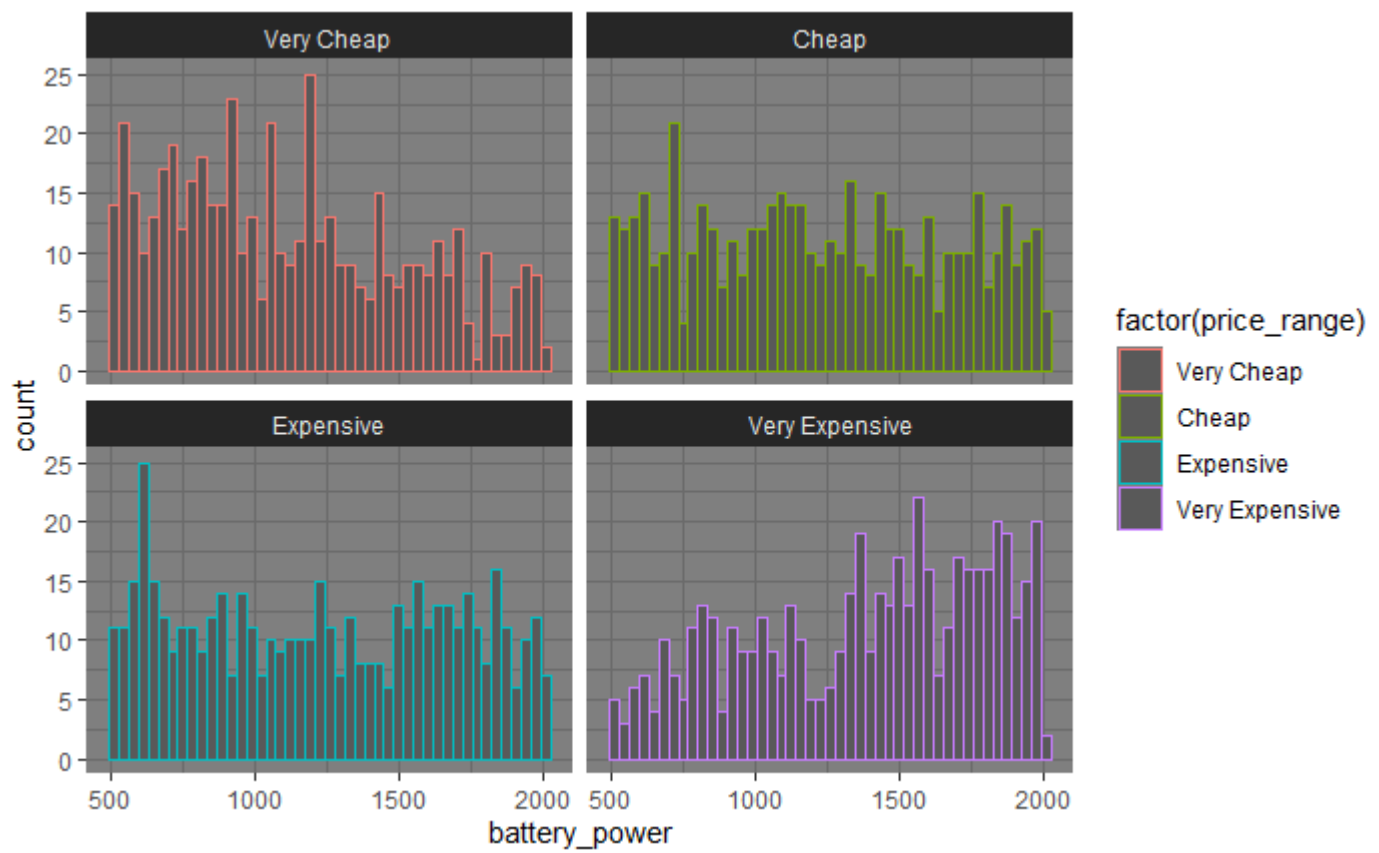 Very Cheap
Cheap
25
20
15
10
5
0
count
Expensive
Very Expensive
25
20
15
10
5
0
500 1000 1500 2000
500 1000 1500 2000
battery_power
factor(price_range)
Very Cheap
Cheap
Expensive
Very Expensive